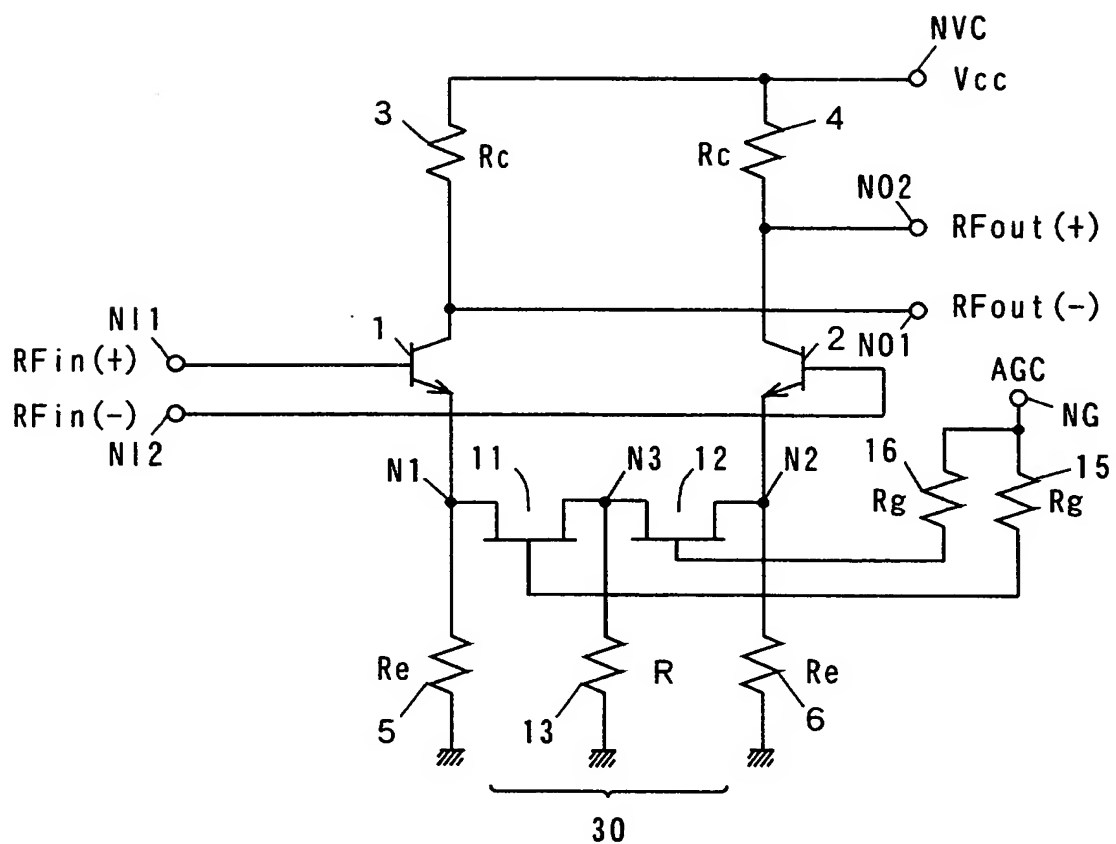 NVC
Vcc
3
Rc
4
Rc
NO2
RFout(+)
RFout(-)
NO1
NI1
RFin(+)
1
2
RFin(-)
NI2
AGC
NG
N1
11
N3
12
N2
16
Rg
15
Rg
Re
5
13
R
Re
6
30